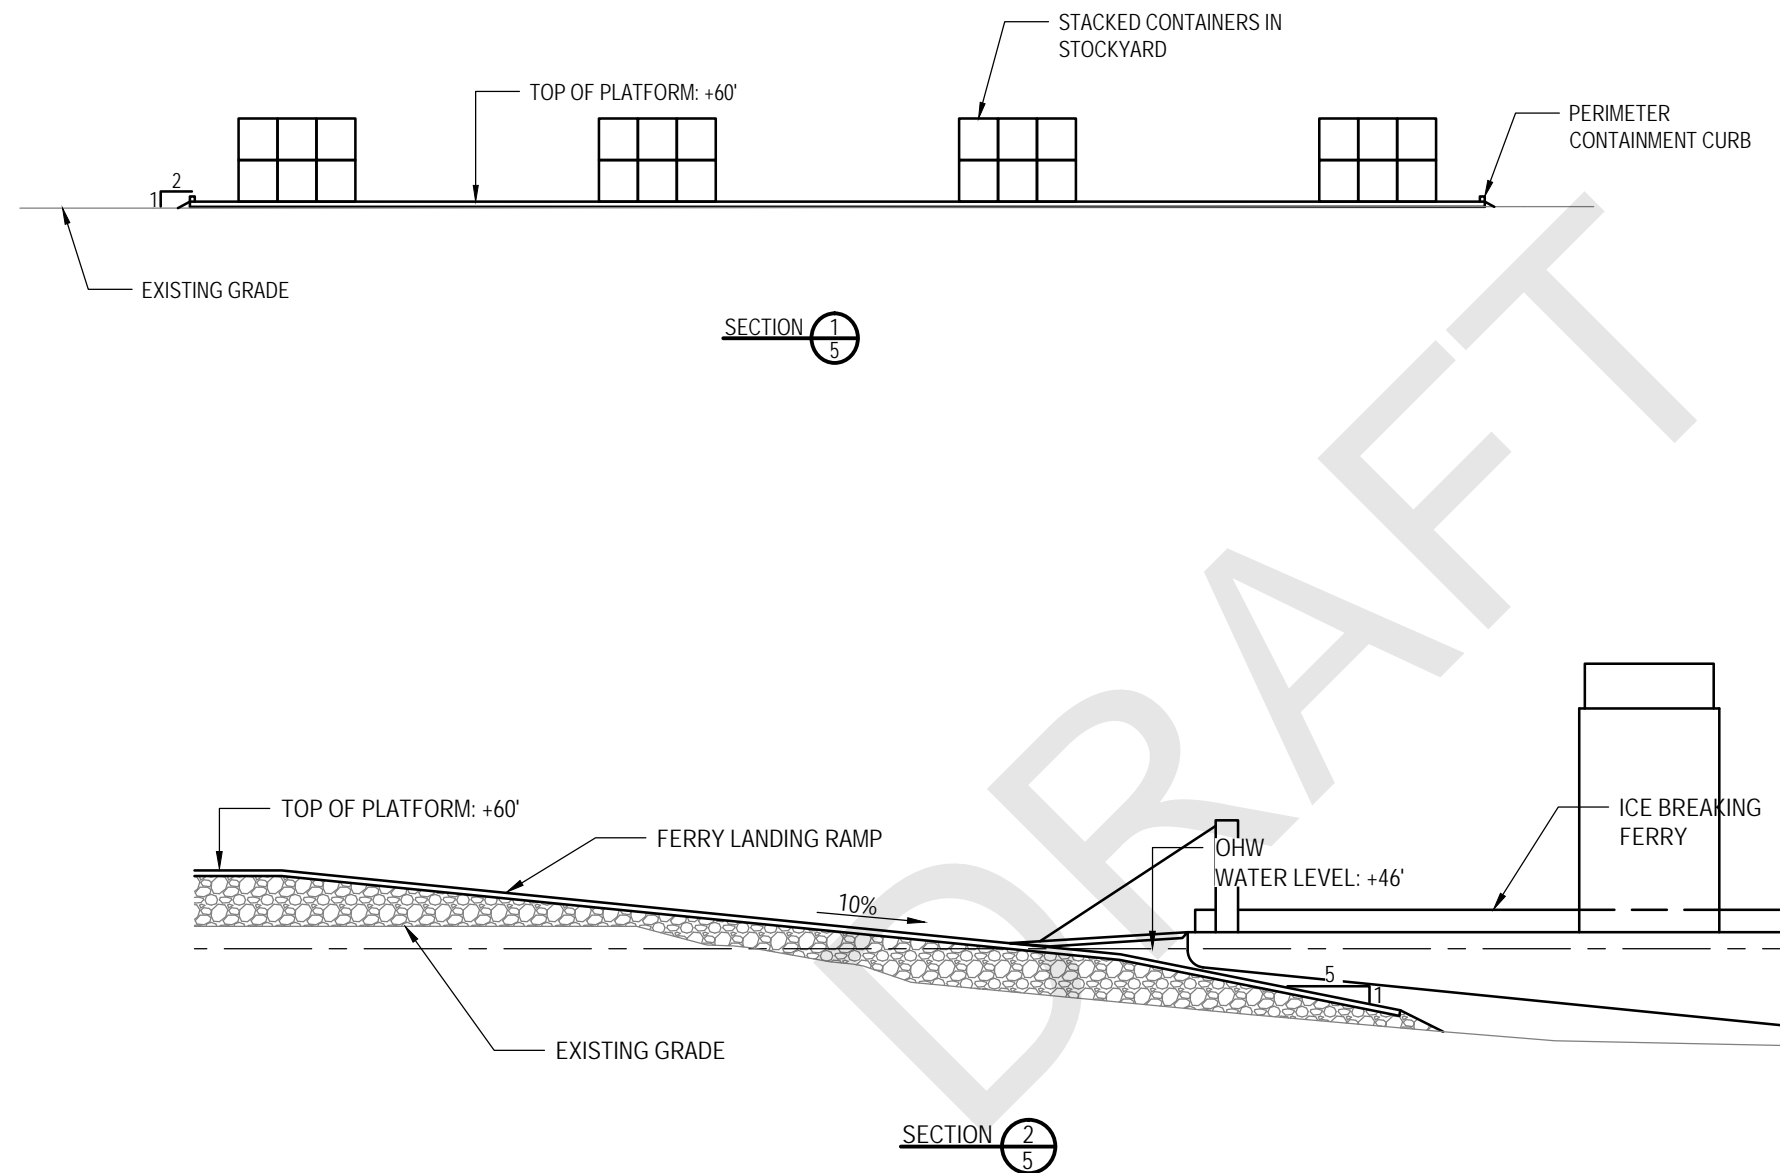 STACKED CONTAINERS IN
STOCKYARD
TOP OF PLATFORM: +60'
PERIMETER
CONTAINMENT CURB
2
1
EXISTING GRADE
SECTION 1
5
DRAFT
TOP OF PLATFORM: +60'
FERRY LANDING RAMP
ICE BREAKING
FERRY
OHW
WATER LEVEL: +46'
10%
5
1
EXISTING GRADE
SECTION 2
5